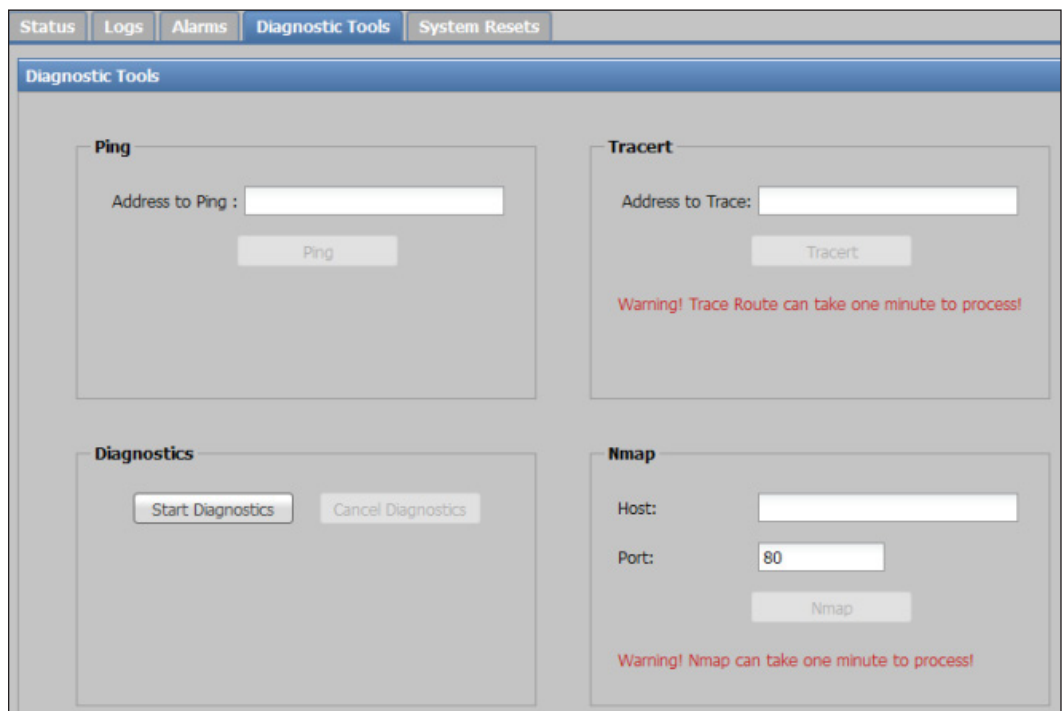 Status Logs Alarms Diagnostic Tools System Resets
Diagnostic Tools
Ping
Address to Ping :
Ping
Tracert
Address to Trace:
Tracert
Warning! Trace Route can take one minute to process!
Diagnostics
Start Diagnostics Cancel Diagnostics
Nmap
Host:
Port: 80
Nmap
Warning! Nmap can take one minute to process!